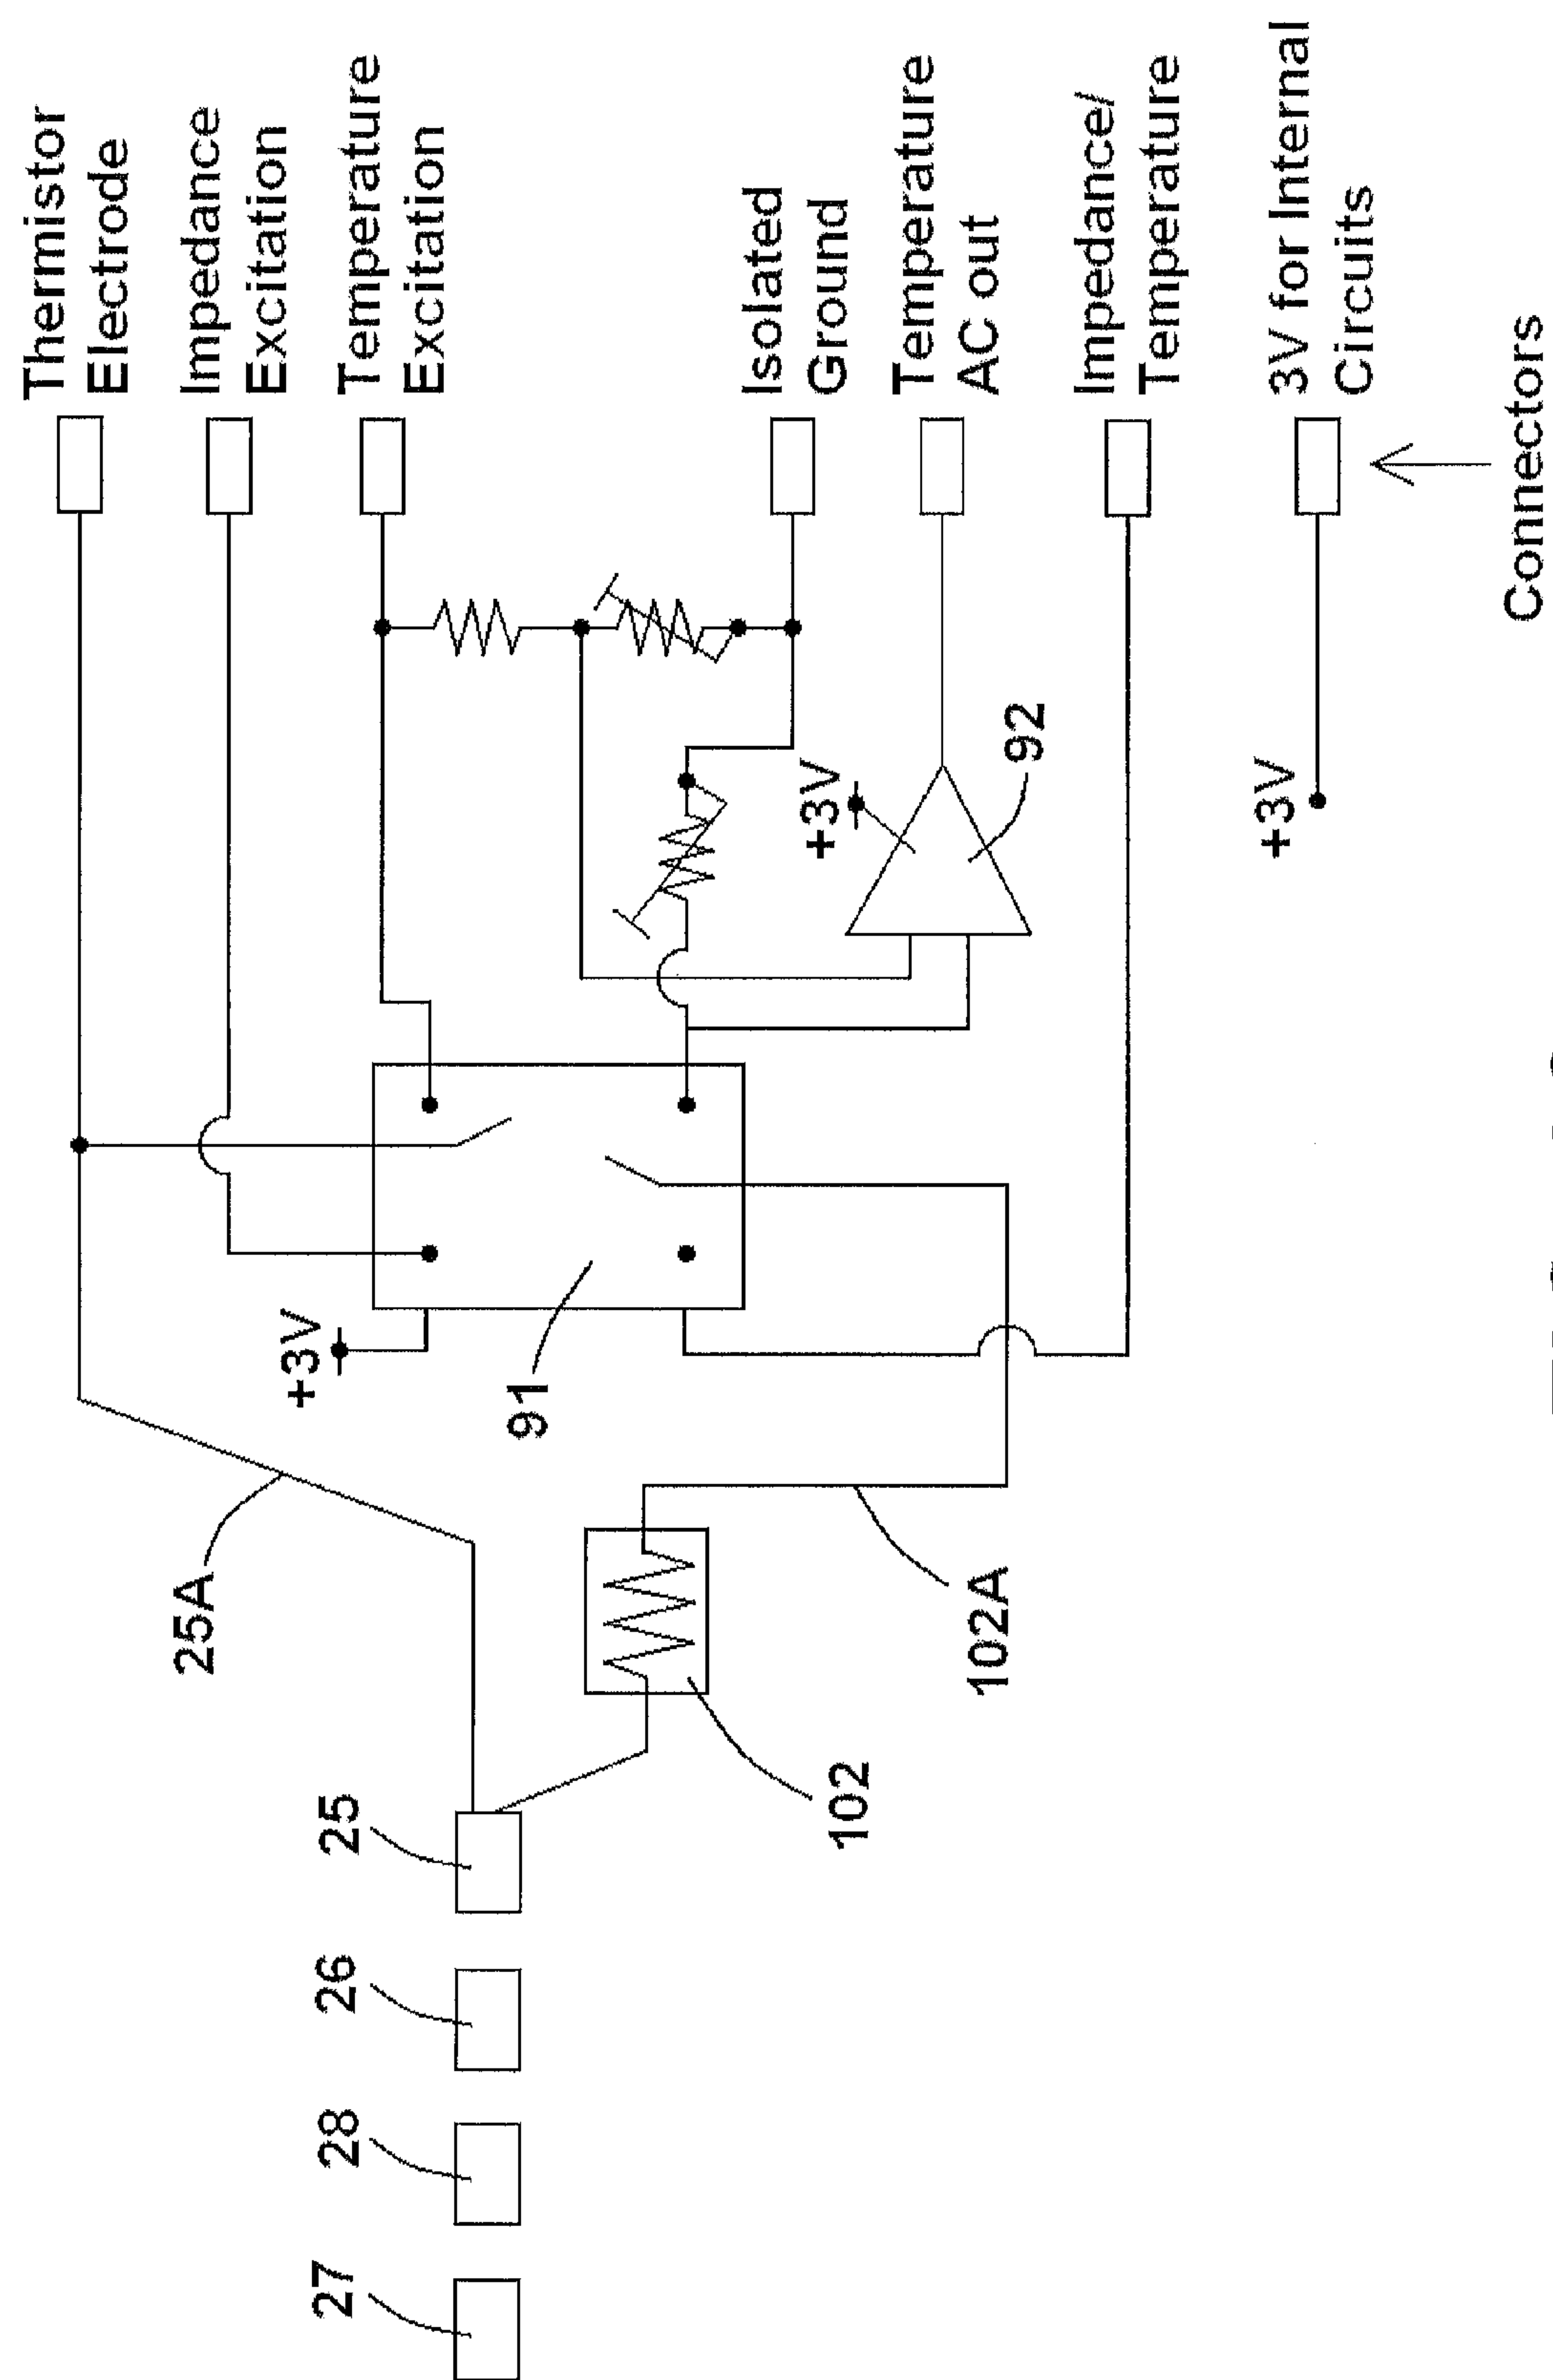 Thermistor
Electrode
Impedance
Excitation
Temperature
Excitation
Isolated
Ground
Temperature
AC out
Impedance/
Temperature
3V for Internal
Circuits
Connectors
+3V
92
+3V
+3V
91
25A
102A
102
25
26
28
27